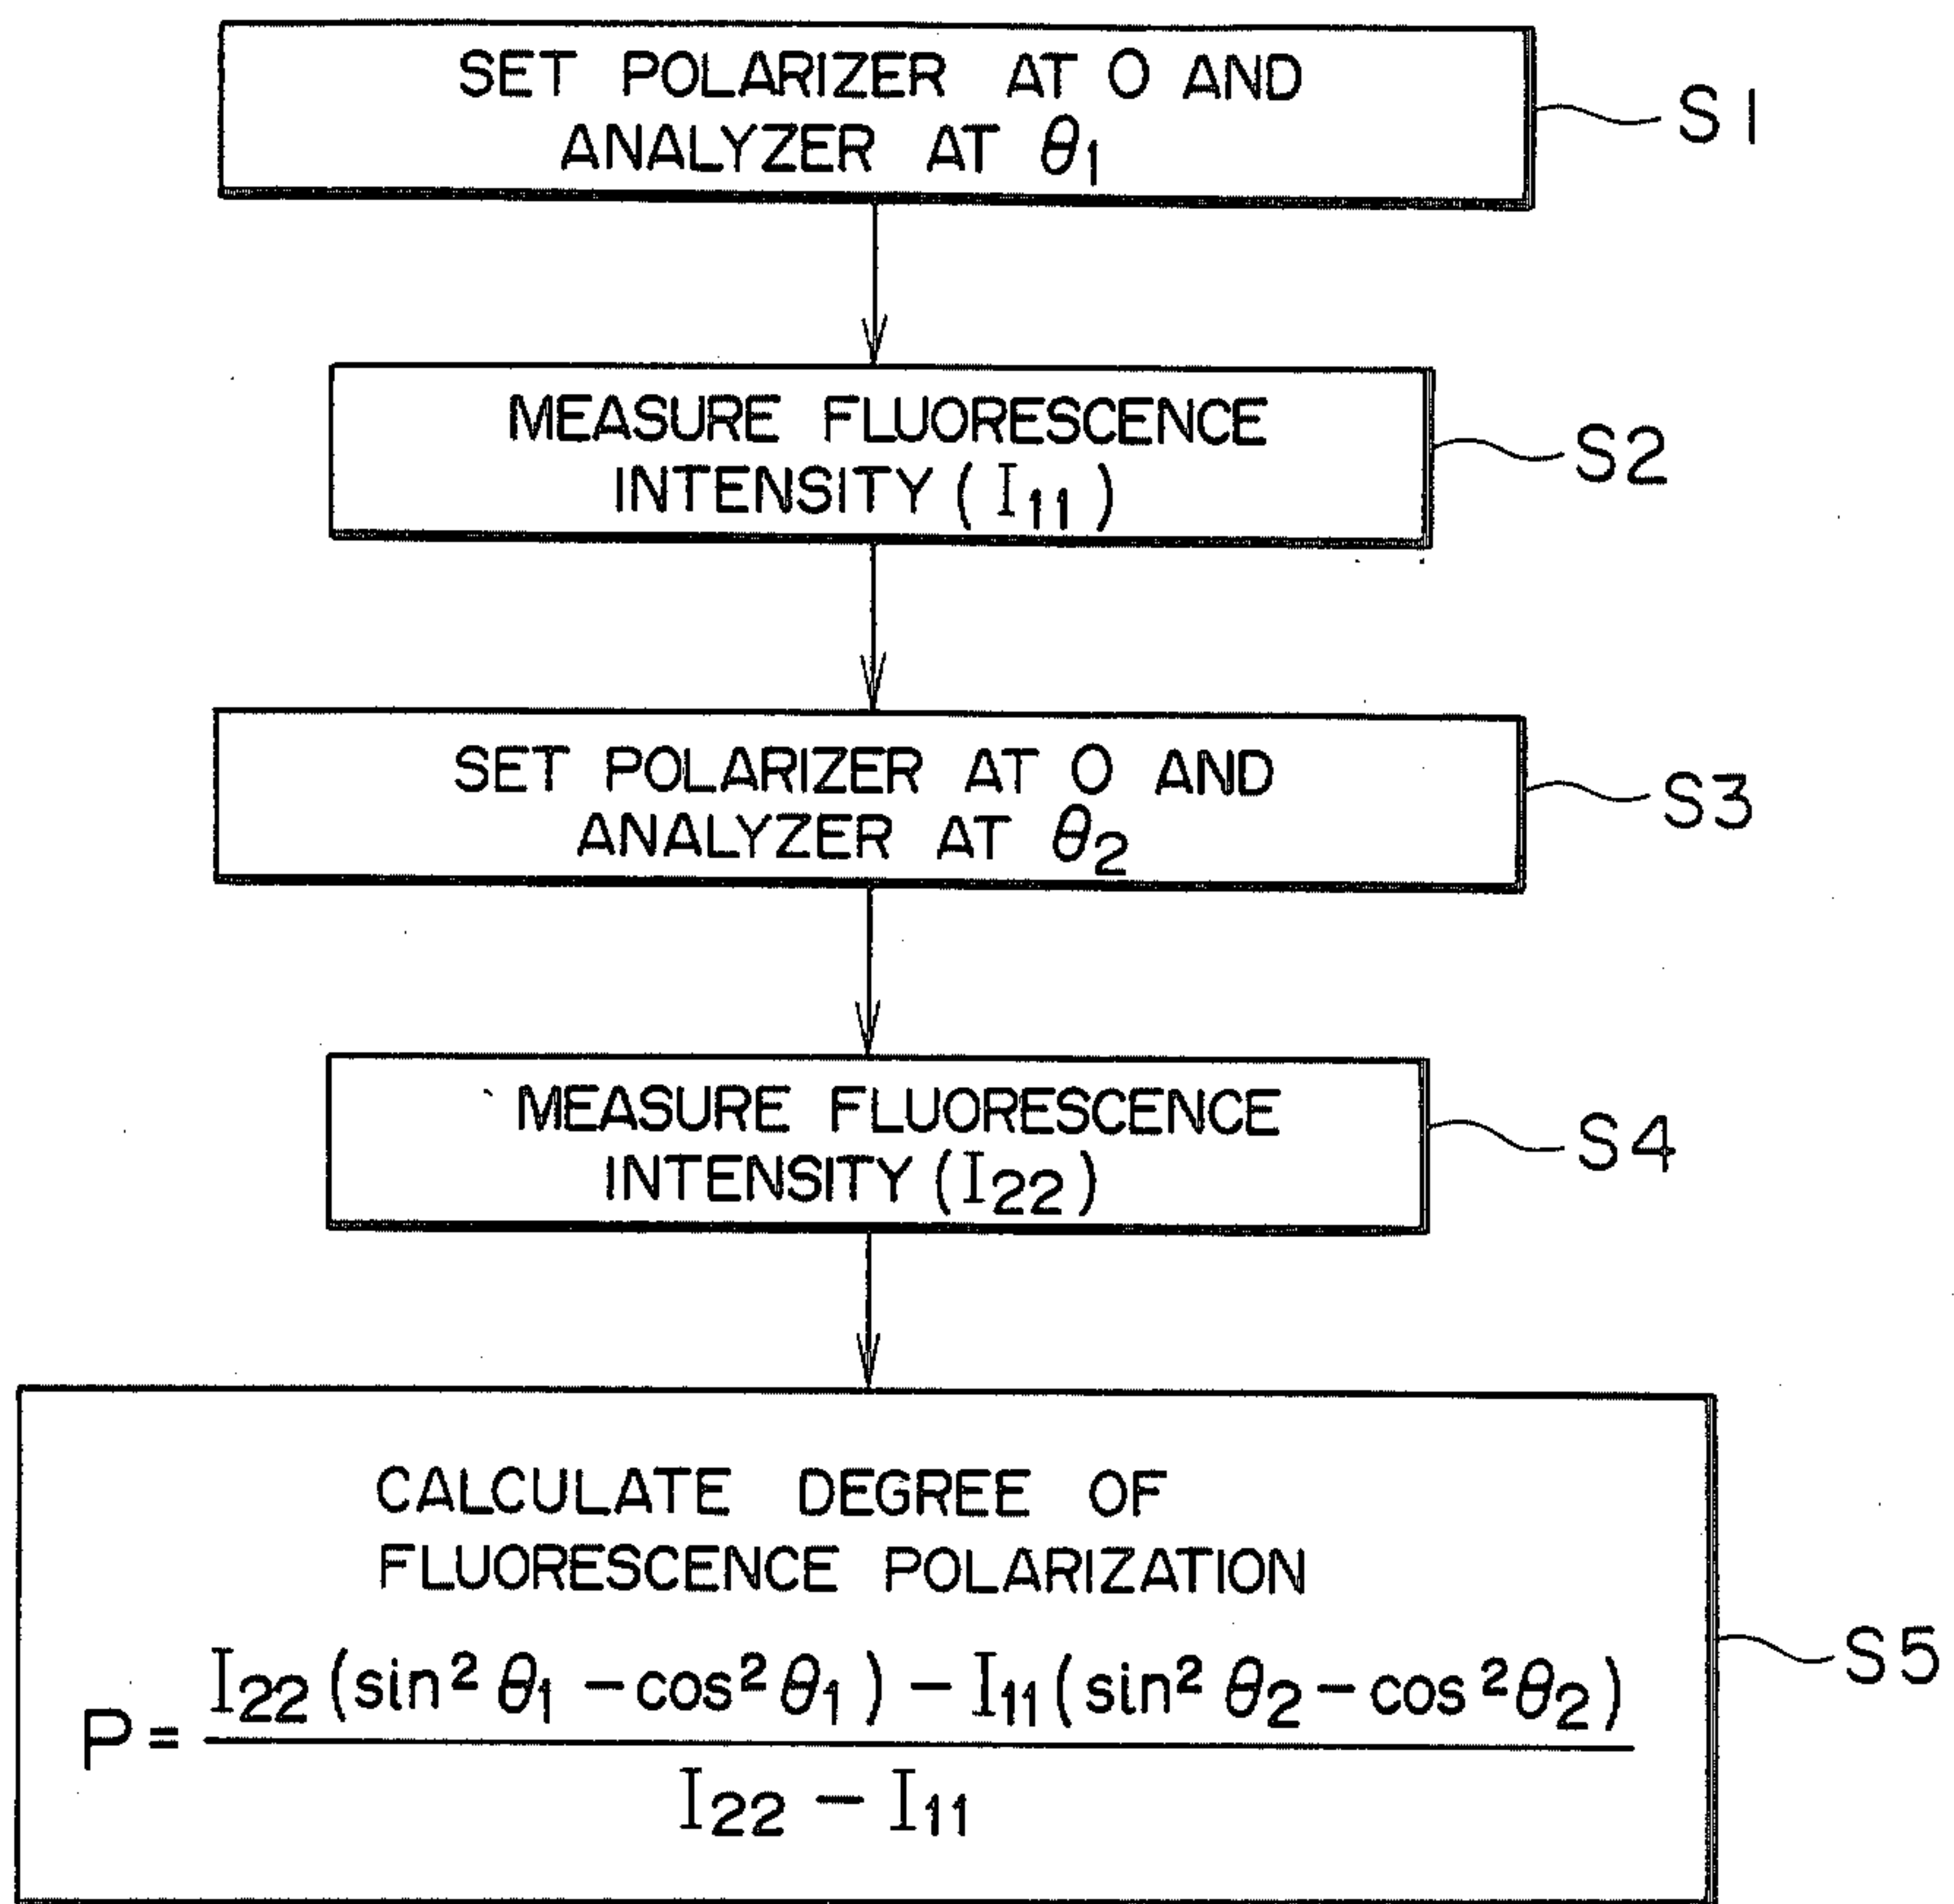 SET POLARIZER AT 0 AND
ANALYZER AT θ₁
S1
MEASURE FLUORESCENCE
INTENSITY (I₁₁)
S2
SET POLARIZER AT 0 AND
ANALYZER AT θ₂
S3
MEASURE FLUORESCENCE
INTENSITY (I₂₂)
S4
CALCULATE DEGREE OF
FLUORESCENCE POLARIZATION
P = I₂₂(sin² θ₁ − cos² θ₁) − I₁₁(sin² θ₂ − cos² θ₂)
I₂₂ − I₁₁
S5